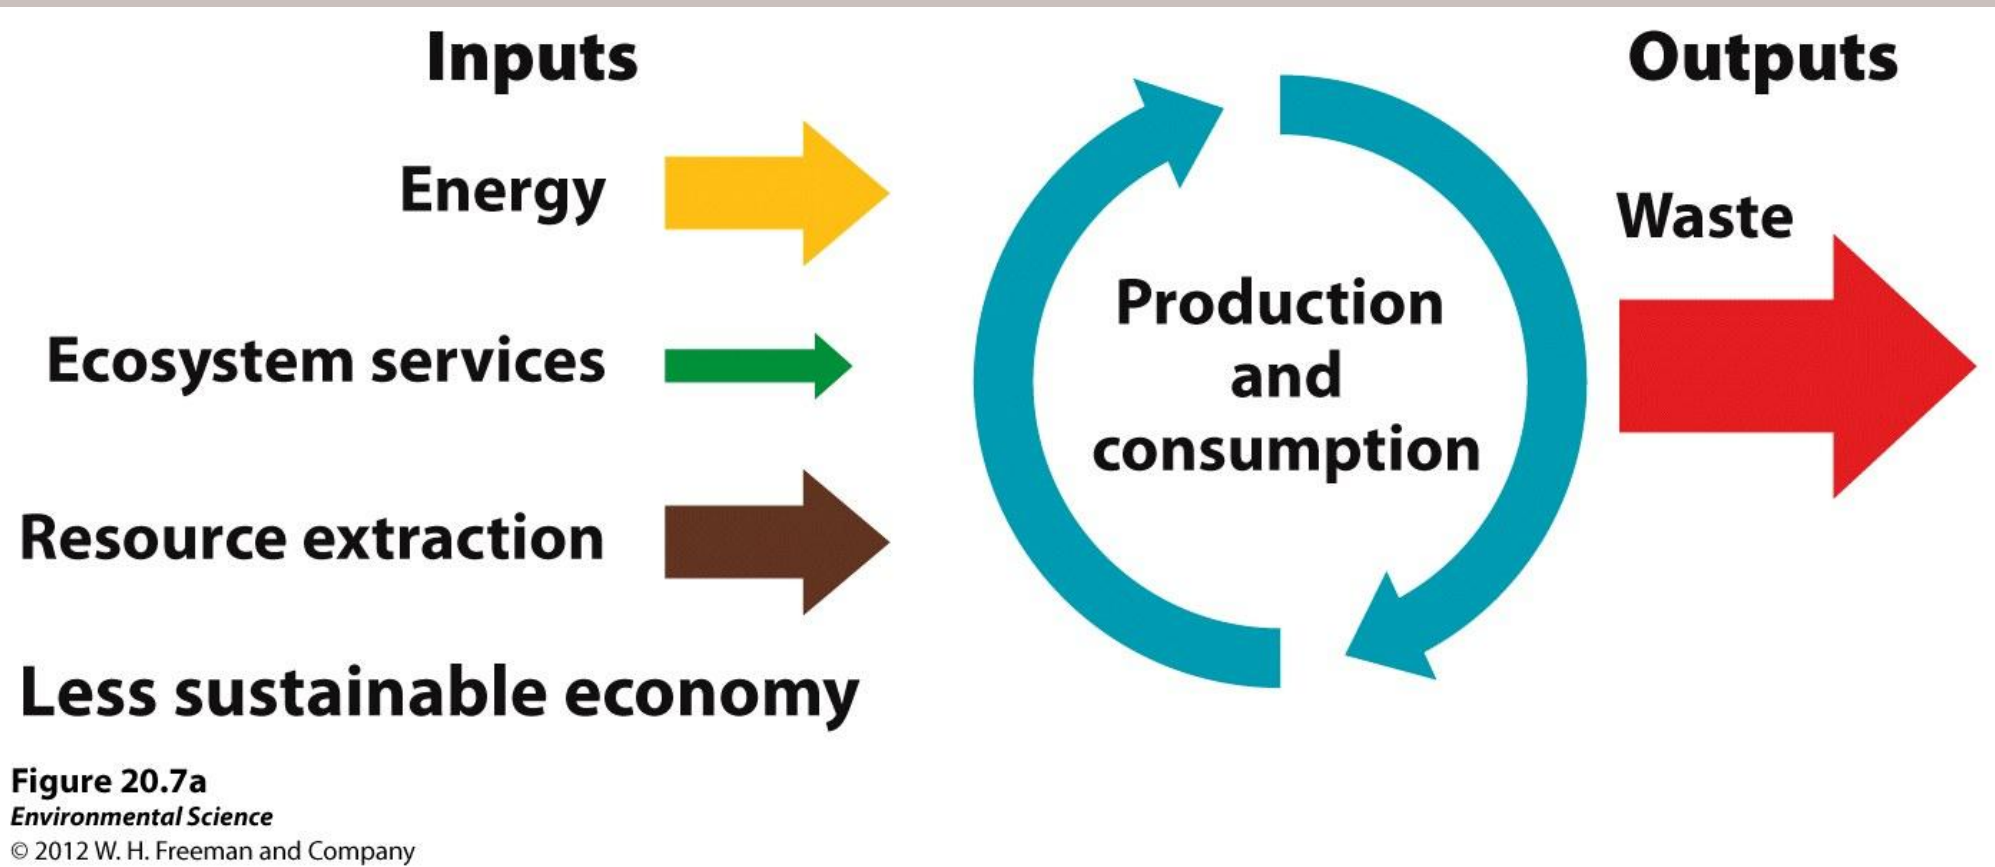 Inputs
Outputs
Energy
Waste
Ecosystem services
Production
and
consumption
Resource extraction
Less sustainable economy
Figure 20.7a
Environmental Science
© 2012 W. H. Freeman and Company